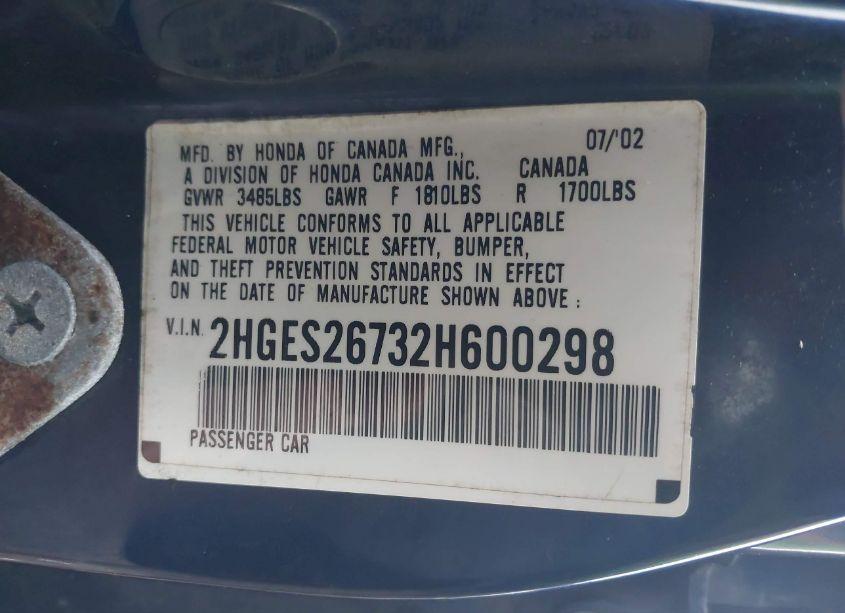 07/'02
MFD. BY HONDA OF CANADA MFG.,
A DIVISION OF HONDA CANADA INC. CANADA
GVWR 3485LBS GAWR F 1810LBS R 1700LBS
THIS VEHICLE CONFORMS TO ALL APPLICABLE
FEDERAL MOTOR VEHICLE SAFETY, BUMPER,
AND THEFT PREVENTION STANDARDS IN EFFECT
ON THE DATE OF MANUFACTURE SHOWN ABOVE :
V.I.N. 2HGES26732H600298
PASSENGER CAR